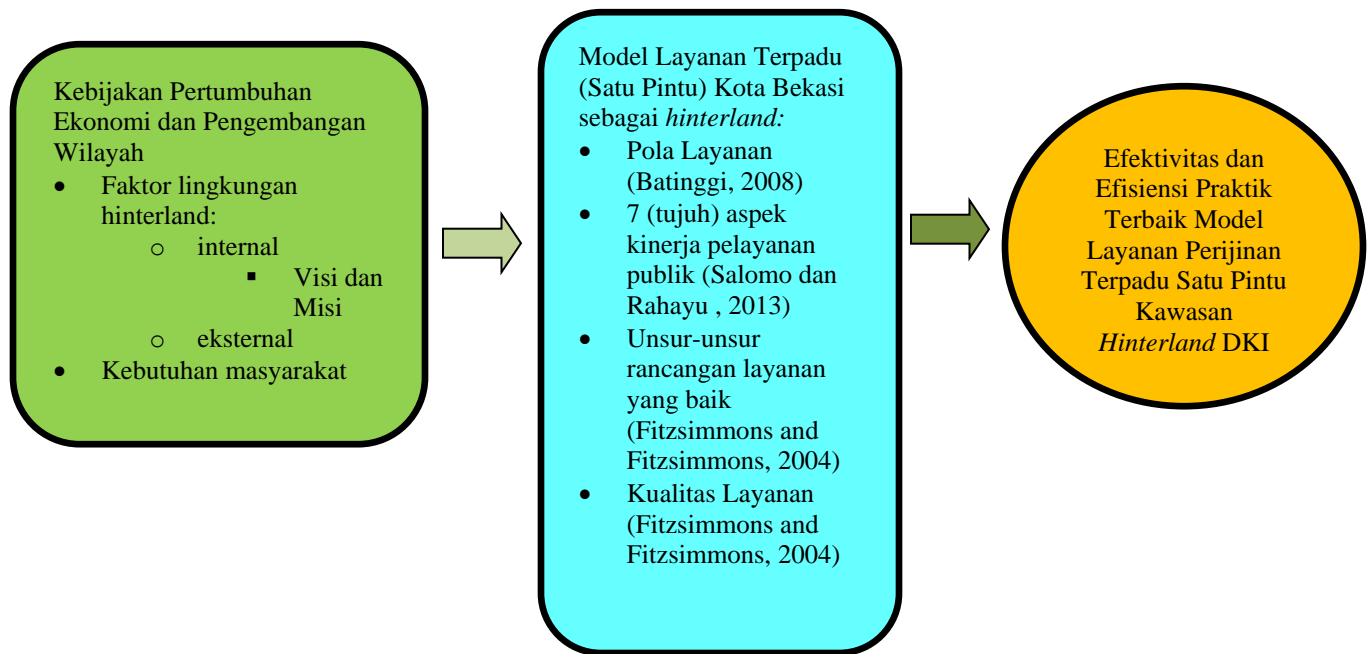 Kebijakan Pertumbuhan
Ekonomi dan Pengembangan
Wilayah
• Faktor lingkungan
hinterland:
o internal
▪ Visi dan
Misi
o eksternal
• Kebutuhan masyarakat
Model Layanan Terpadu
(Satu Pintu) Kota Bekasi
sebagai hinterland:
• Pola Layanan
(Batinggi, 2008)
• 7 (tujuh) aspek
kinerja pelayanan
publik (Salomo dan
Rahayu , 2013)
• Unsur-unsur
rancangan layanan
yang baik
(Fitzsimmons and
Fitzsimmons, 2004)
• Kualitas Layanan
(Fitzsimmons and
Fitzsimmons, 2004)
Efektivitas dan
Efisiensi Praktik
Terbaik Model
Layanan Perijinan
Terpadu Satu Pintu
Kawasan
Hinterland DKI